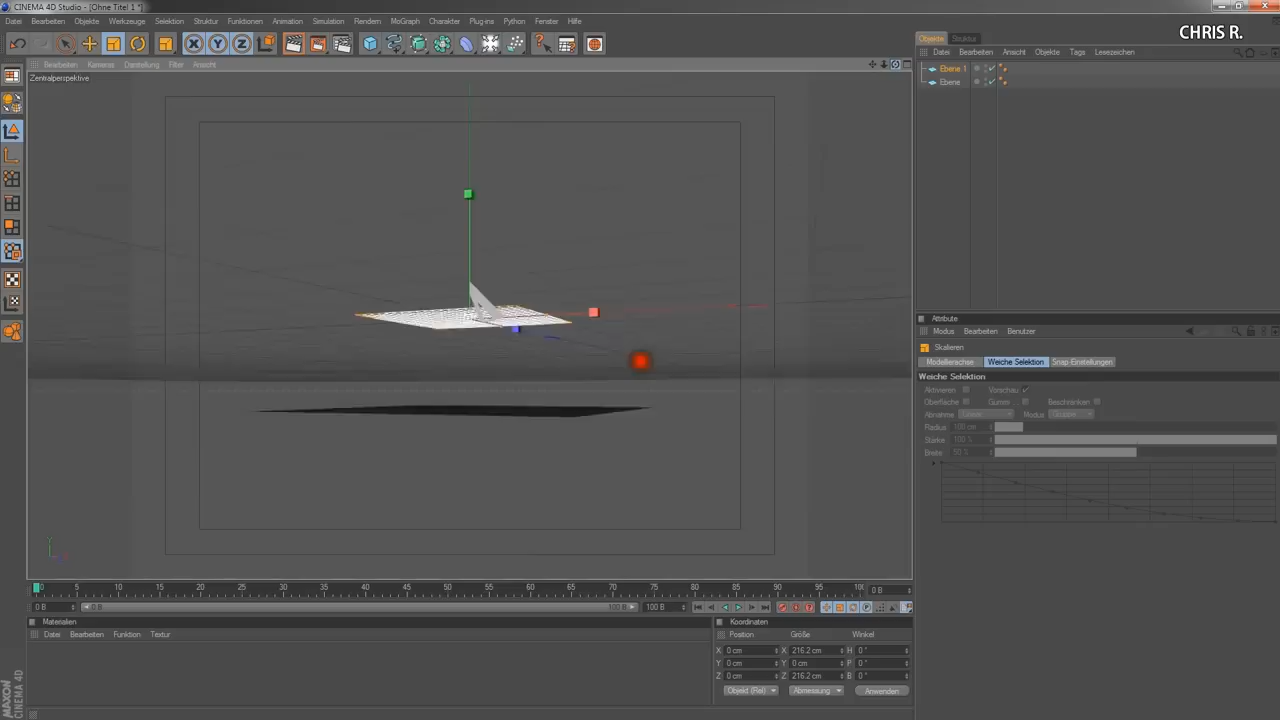 CINEMA 4D Studio - [Ohne Titel 1 *]
Datei Bearbeiten Objekte Werkzeuge Selektion Struktur Funktionen Animation Simulation Rendern MoGraph Charakter Plug-ins Python Fenster Hilfe
CHRIS R.
Objekte Struktur
Datei Bearbeiten Ansicht Objekte Tags Lesezeichen
Bearbeiten Kameras Darstellung Filter Ansicht
Zentralperspektive
Ebene 1
Ebene
Attribute
Modus Bearbeiten Benutzer
Skalieren
Modellierachse Weiche Selektion Snap-Einstellungen
Weiche Selektion
Aktivieren Vorschau
Oberfläche Gummi ... Beschränken
Abnahme Linear Modus Gruppe
Radius 100 cm
Stärke 100 %
Breite 50 %
Y
0 5 10 15 20 25 30 35 40 45 50 55 60 65 70 75 80 85 90 95 100 0 B
0 B 0 B 100 B 100 B
Materialien
Datei Bearbeiten Funktion Textur
Koordinaten
Position Größe Winkel
X 0 cm X 216.2 cm H 0 °
Y 0 cm Y 0 cm P 0 °
Z 0 cm Z 216.2 cm B 0 °
Objekt (Rel) Abmessung Anwenden
MAXON
CINEMA 4D